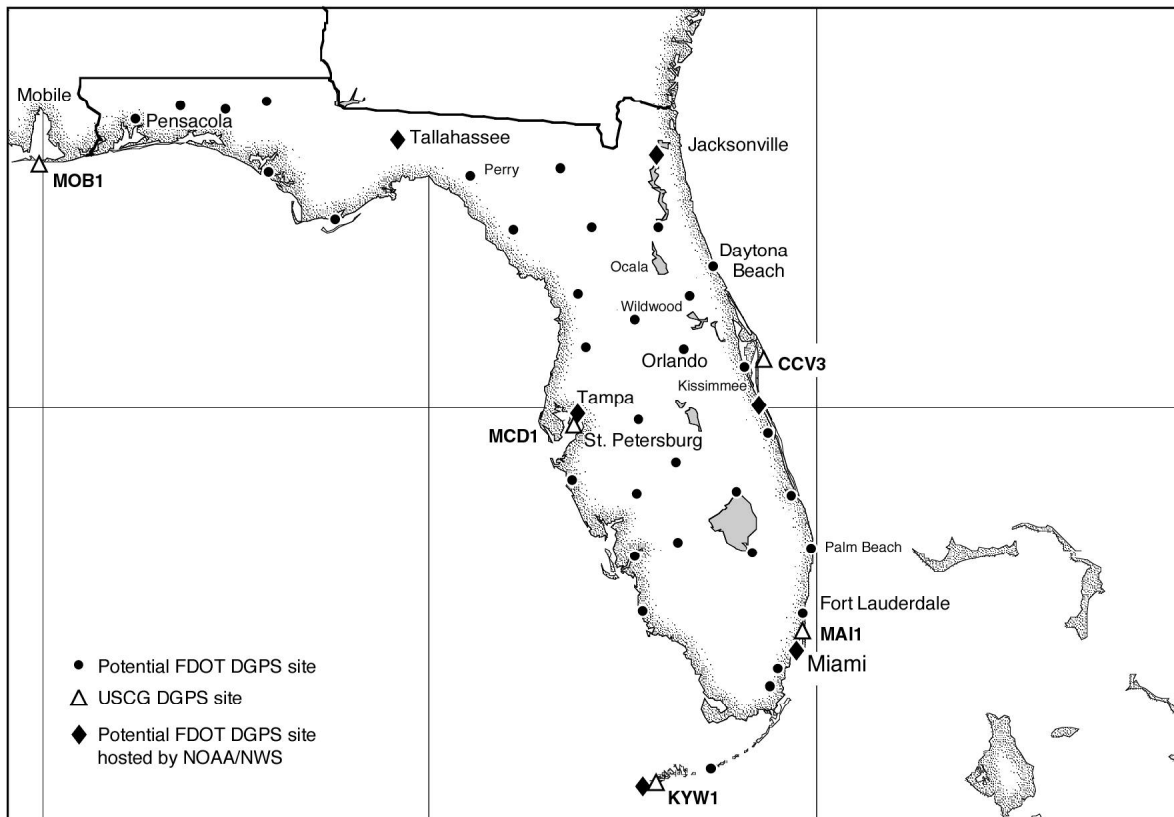 Mobile
Pensacola
Tallahassee
Jacksonville
MOB1
Perry
Daytona
Beach
Ocala
Wildwood
Orlando
CCV3
Kissimmee
Tampa
MCD1
St. Petersburg
Palm Beach
Fort Lauderdale
MAI1
Miami
Potential FDOT DGPS site
USCG DGPS site
Potential FDOT DGPS site
hosted by NOAA/NWS
KYW1